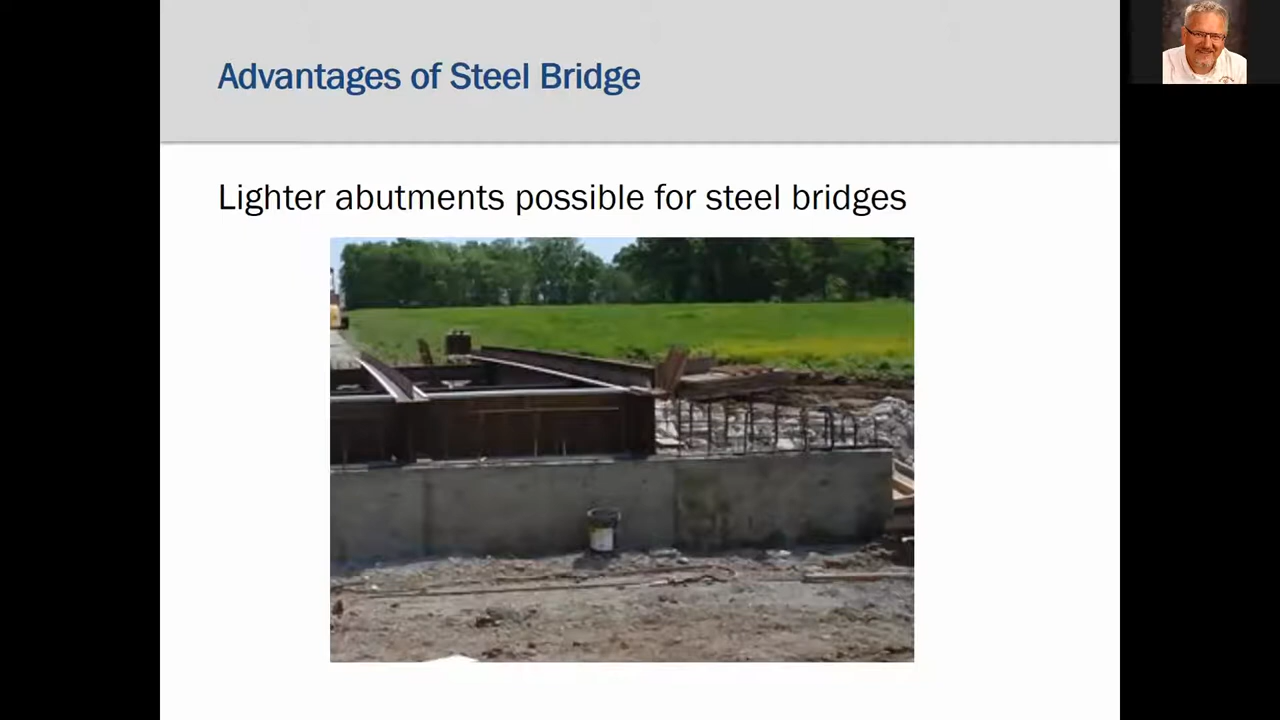 Advantages of Steel Bridge
Lighter abutments possible for steel bridges